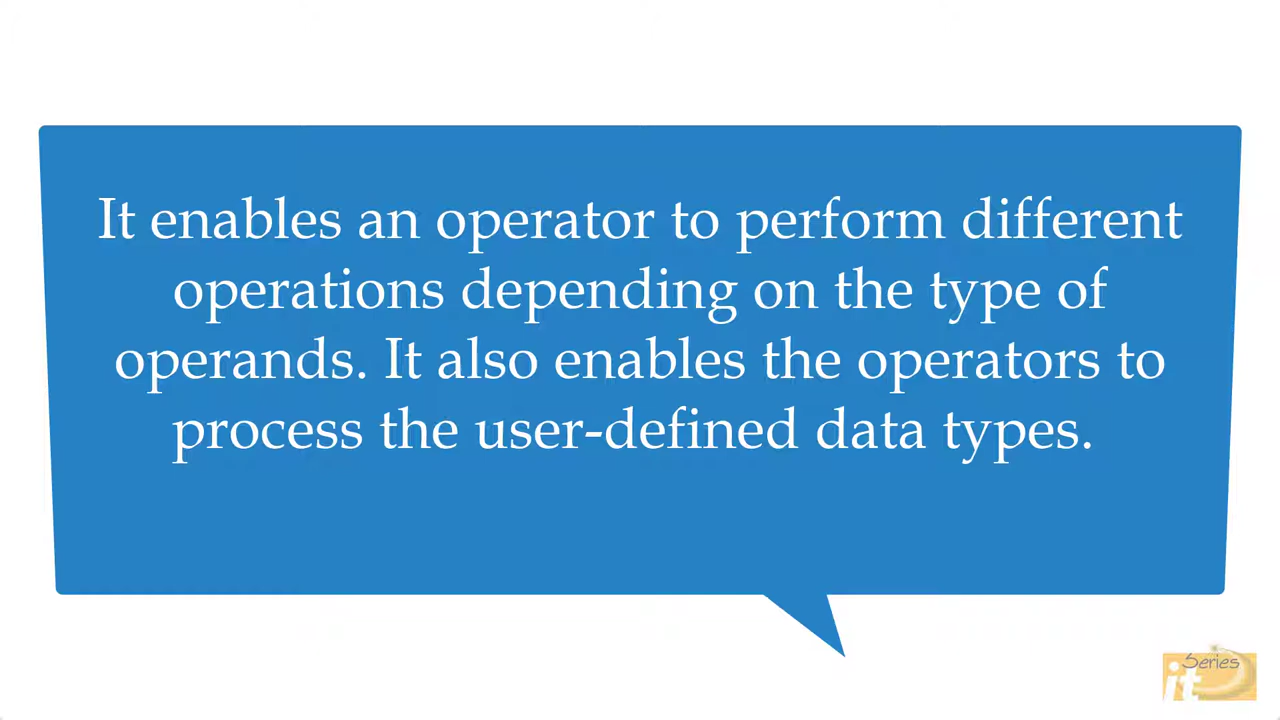 It enables an operator to perform different
operations depending on the type of
operands. It also enables the operators to
process the user-defined data types.
Series
it